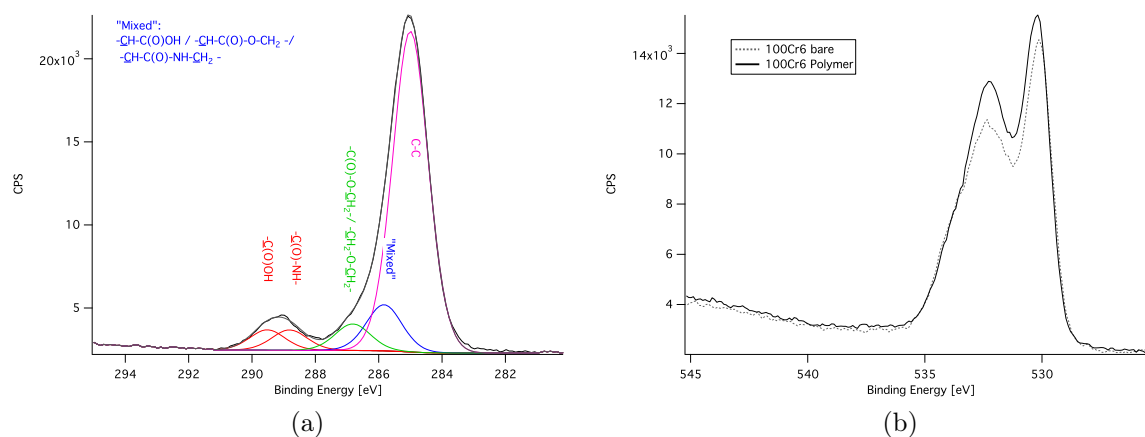 "Mixed":
-CH-C(O)OH / -CH-C(O)-O-CH₂ -/
-CH-C(O)-NH-CH₂ -
20x10³
15
10
5
CPS
-C(O)OH
-C(O)-NH-
-C(O)-O-CH₂-/ -CH₂-O-CH₂-
"Mixed"
C-C
294
292
290
288
286
284
282
Binding Energy [eV]
(a)
14x10³
12
10
8
6
4
CPS
100Cr6 bare
100Cr6 Polymer
545
540
535
530
Binding Energy [eV]
(b)